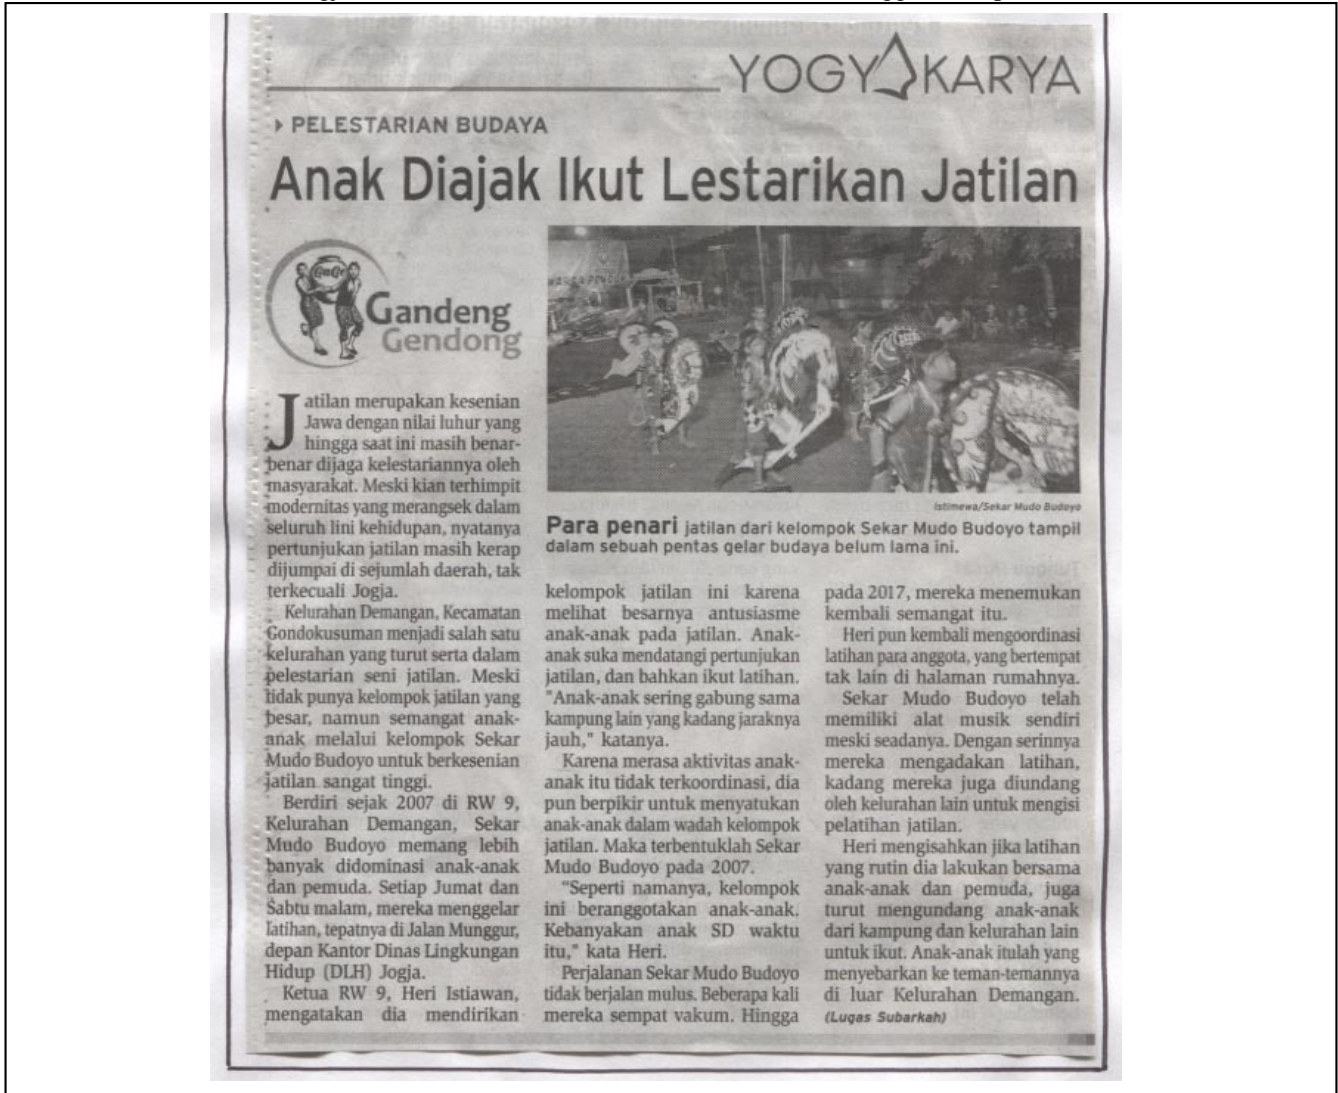 YOGYAKARYA
PELESTARIAN BUDAYA
Anak Diajak Ikut Lestarikan Jatilan
Gandeng
Gendong
Jatilan merupakan kesenian
Jawa dengan nilai luhur yang
hingga saat ini masih benar-
benar dijaga kelestariannya oleh
masyarakat. Meski kian terhimpit
modernitas yang merangsek dalam
seluruh lini kehidupan, nyatanya
pertunjukan jatilan masih kerap
dijumpai di sejumlah daerah, tak
terkecuali Jogja.
Kelurahan Demangan, Kecamatan
Gondokusuman menjadi salah satu
kelurahan yang turut serta dalam
pelestarian seni jatilan. Meski
tidak punya kelompok jatilan yang
besar, namun semangat anak-
anak melalui kelompok Sekar
Mudo Budoyo untuk berkesenian
jatilan sangat tinggi.
Berdiri sejak 2007 di RW 9,
Kelurahan Demangan, Sekar
Mudo Budoyo memang lebih
banyak didominasi anak-anak
dan pemuda. Setiap Jumat dan
Sabtu malam, mereka menggelar
latihan, tepatnya di Jalan Munggur,
depan Kantor Dinas Lingkungan
Hidup (DLH) Jogja.
Ketua RW 9, Heri Istiawan,
mengatakan dia mendirikan
Istimewa/Sekar Mudo Budoyo
Para penari jatilan dari kelompok Sekar Mudo Budoyo tampil
dalam sebuah pentas gelar budaya belum lama ini.
kelompok jatilan ini karena
melihat besarnya antusiasme
anak-anak pada jatilan. Anak-
anak suka mendatangi pertunjukan
jatilan, dan bahkan ikut latihan.
"Anak-anak sering gabung sama
kampung lain yang kadang jaraknya
jauh," katanya.
Karena merasa aktivitas anak-
anak itu tidak terkoordinasi, dia
pun berpikir untuk menyatukan
anak-anak dalam wadah kelompok
jatilan. Maka terbentuklah Sekar
Mudo Budoyo pada 2007.
"Seperti namanya, kelompok
ini beranggotakan anak-anak.
Kebanyakan anak SD waktu
itu," kata Heri.
Perjalanan Sekar Mudo Budoyo
tidak berjalan mulus. Beberapa kali
mereka sempat vakum. Hingga
pada 2017, mereka menemukan
kembali semangat itu.
Heri pun kembali mengoordinasi
latihan para anggota, yang bertempat
tak lain di halaman rumahnya.
Sekar Mudo Budoyo telah
memiliki alat musik sendiri
meski seadanya. Dengan serinnya
mereka mengadakan latihan,
kadang mereka juga diundang
oleh kelurahan lain untuk mengisi
pelatihan jatilan.
Heri mengisahkan jika latihan
yang rutin dia lakukan bersama
anak-anak dan pemuda, juga
turut mengundang anak-anak
dari kampung dan kelurahan lain
untuk ikut. Anak-anak itulah yang
menyebarkan ke teman-temannya
di luar Kelurahan Demangan.
(Lugas Subarkah)